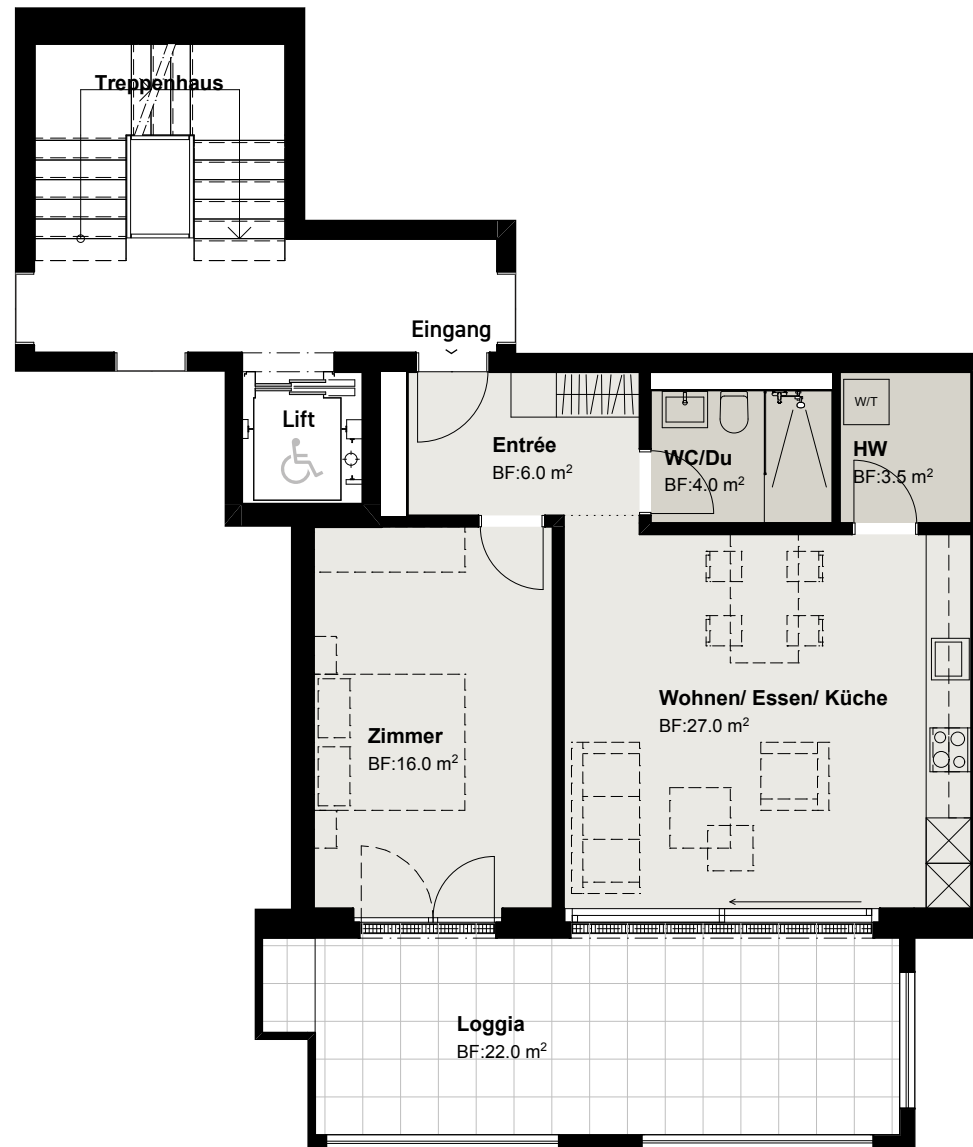 Treppenhaus
Eingang
Lift
Entrée
BF:6.0 m²
WC/Du
BF:4.0 m²
W/T
HW
BF:3.5 m²
Wohnen/ Essen/ Küche
BF:27.0 m²
Zimmer
BF:16.0 m²
Loggia
BF:22.0 m²